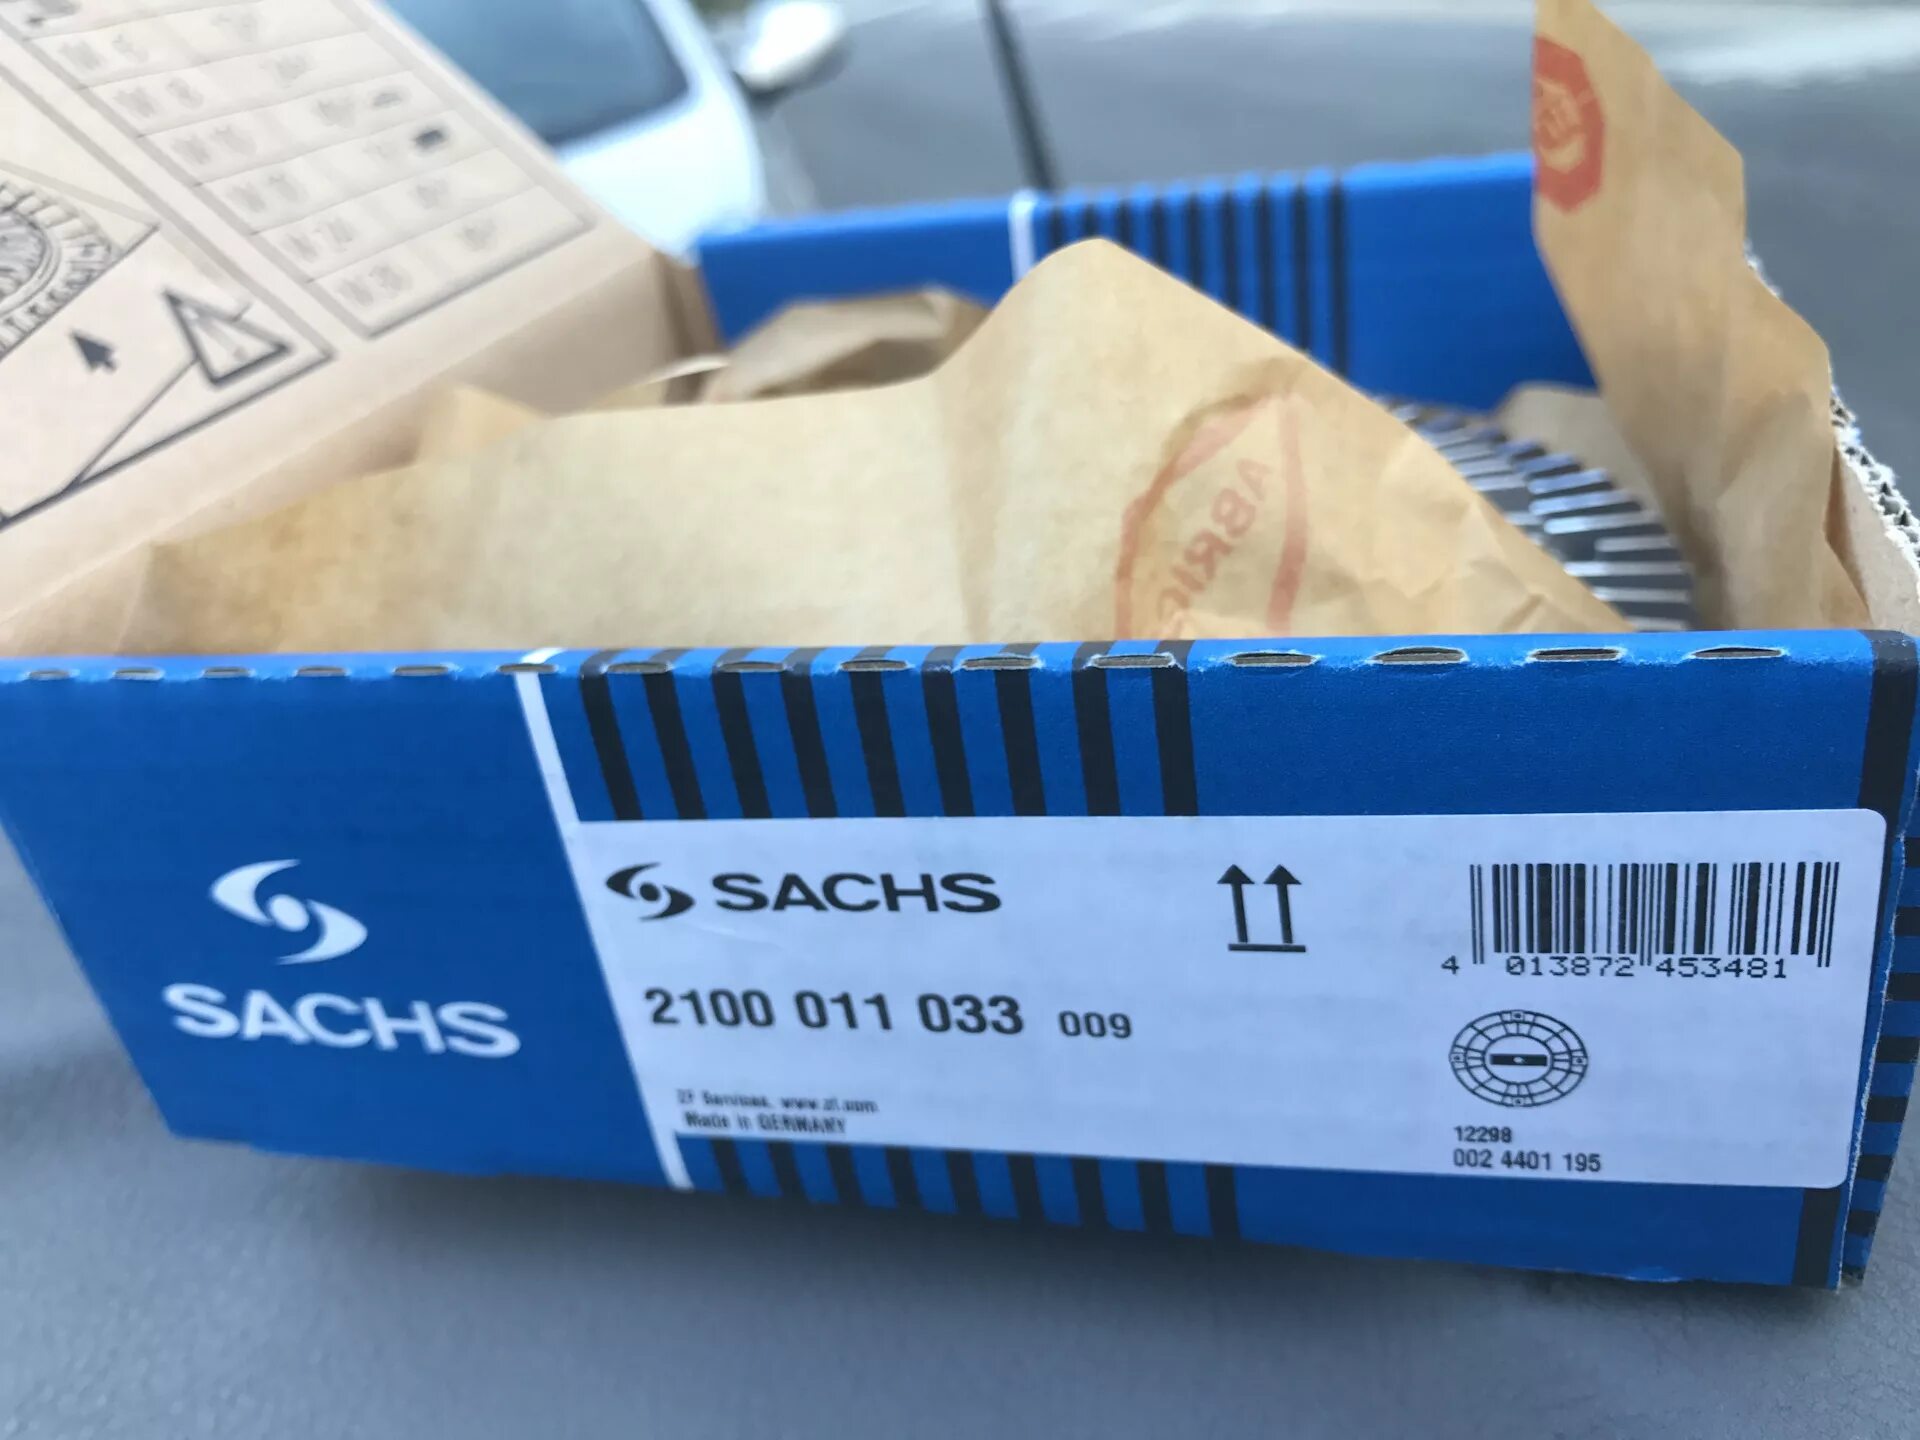 SACHS
SACHS
2100 011 033 009
ZF Services, www.zf.com
Made in GERMANY
4 013872 453481
12298
002 4401 195